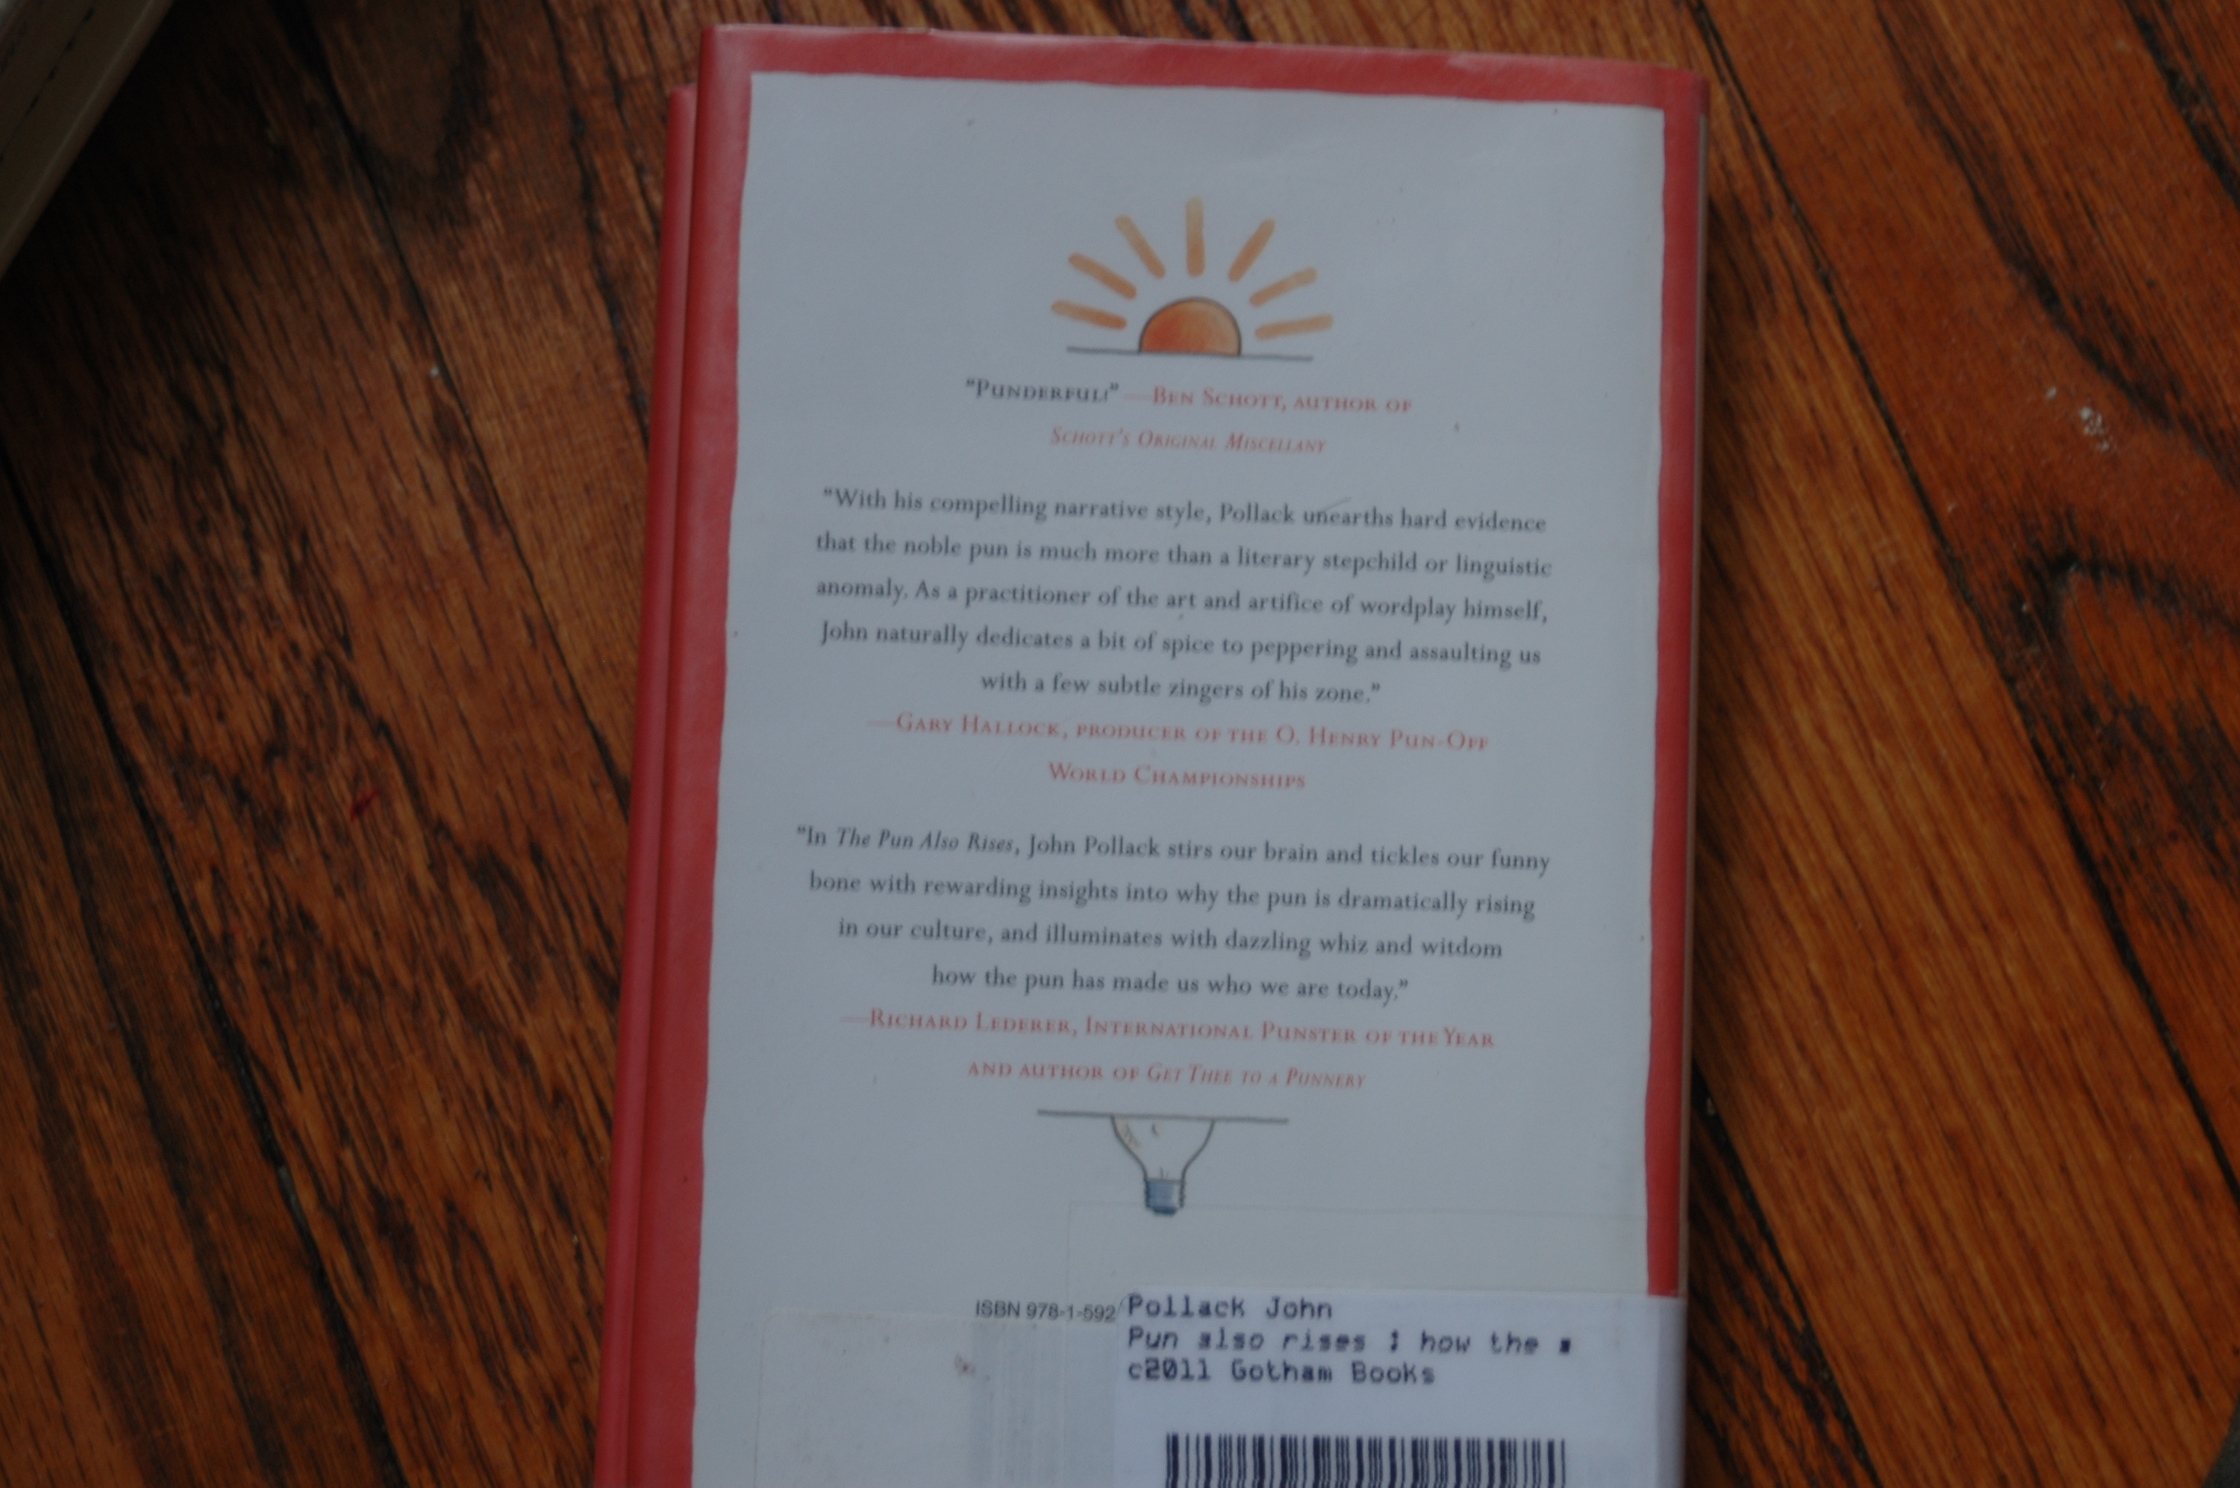 “PUNDERFUL!” —BEN SCHOTT, AUTHOR OF
SCHOTT'S ORIGINAL MISCELLANY
“With his compelling narrative style, Pollack unearths hard evidence
that the noble pun is much more than a literary stepchild or linguistic
anomaly. As a practitioner of the art and artifice of wordplay himself,
John naturally dedicates a bit of spice to peppering and assaulting us
with a few subtle zingers of his zone.”
—GARY HALLOCK, PRODUCER OF THE O. HENRY PUN-OFF
WORLD CHAMPIONSHIPS
“In The Pun Also Rises, John Pollack stirs our brain and tickles our funny
bone with rewarding insights into why the pun is dramatically rising
in our culture, and illuminates with dazzling whiz and witdom
how the pun has made us who we are today.”
—RICHARD LEDERER, INTERNATIONAL PUNSTER OF THE YEAR
AND AUTHOR OF GET THEE TO A PUNNERY
ISBN 978-1-592
Pollack John
Pun also rises : how the
c2011 Gotham Books